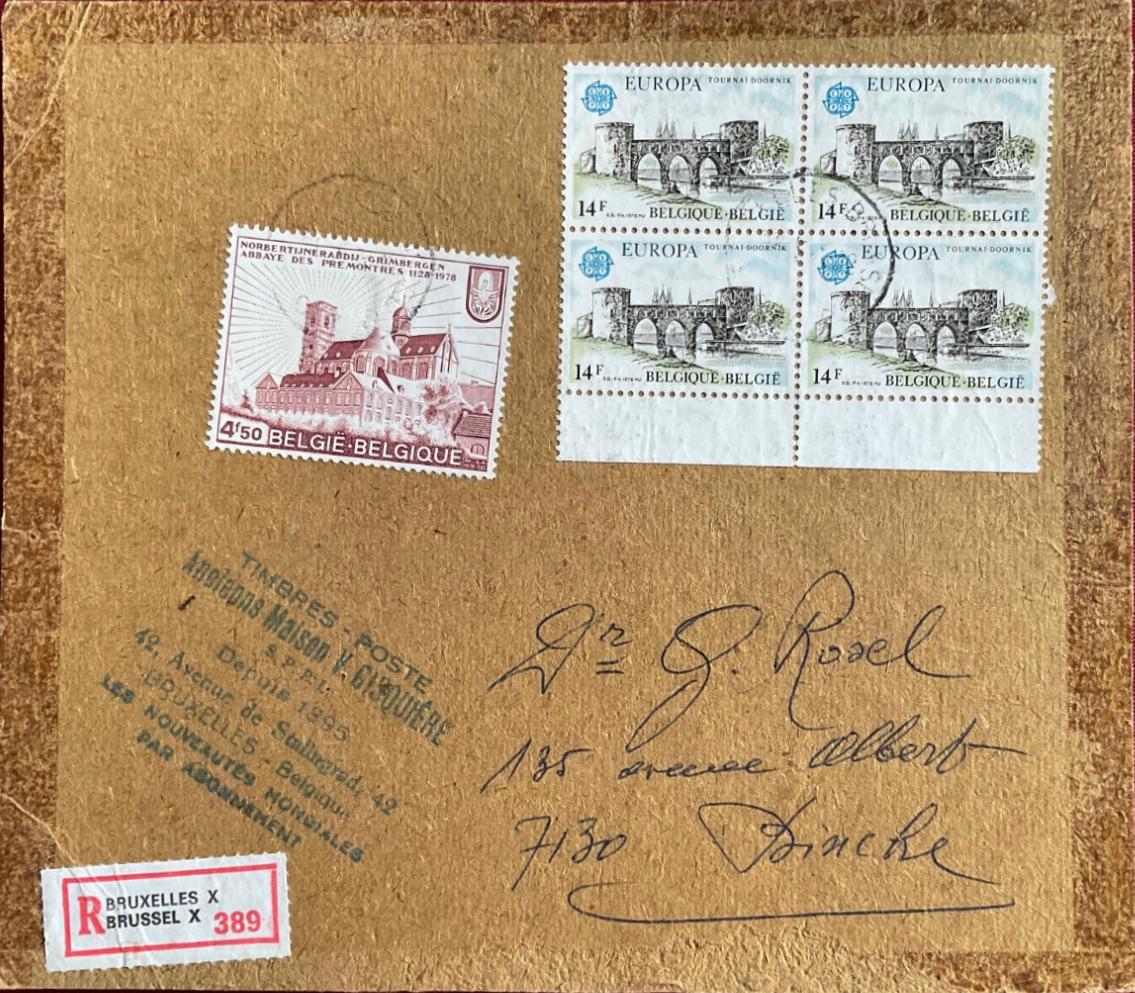 EUROPA TOURNAI-DOORNIK
14F BELGIQUE·BELGIË
EUROPA TOURNAI-DOORNIK
14F BELGIQUE·BELGIË
EUROPA TOURNAI-DOORNIK
14F BELGIQUE·BELGIË
EUROPA TOURNAI-DOORNIK
14F BELGIQUE·BELGIË
NORBERTIJNERABDIJ-GRIMBERGEN
ABBAYE DES PREMONTRES 1128-1978
4F50 BELGIË·BELGIQUE
TIMBRES-POSTE
Anciens Maison V. GISQUIÈRE
S.P.R.L.
Depuis 1895
42, Avenue de Stalingrad, 42
BRUXELLES - Belgique
LES NOUVEAUTÉS MONDIALES
PAR ABONNEMENT
Dr G. Roxel
135 avenue Albert
7130 Binche
R BRUXELLES X
BRUSSEL X 389